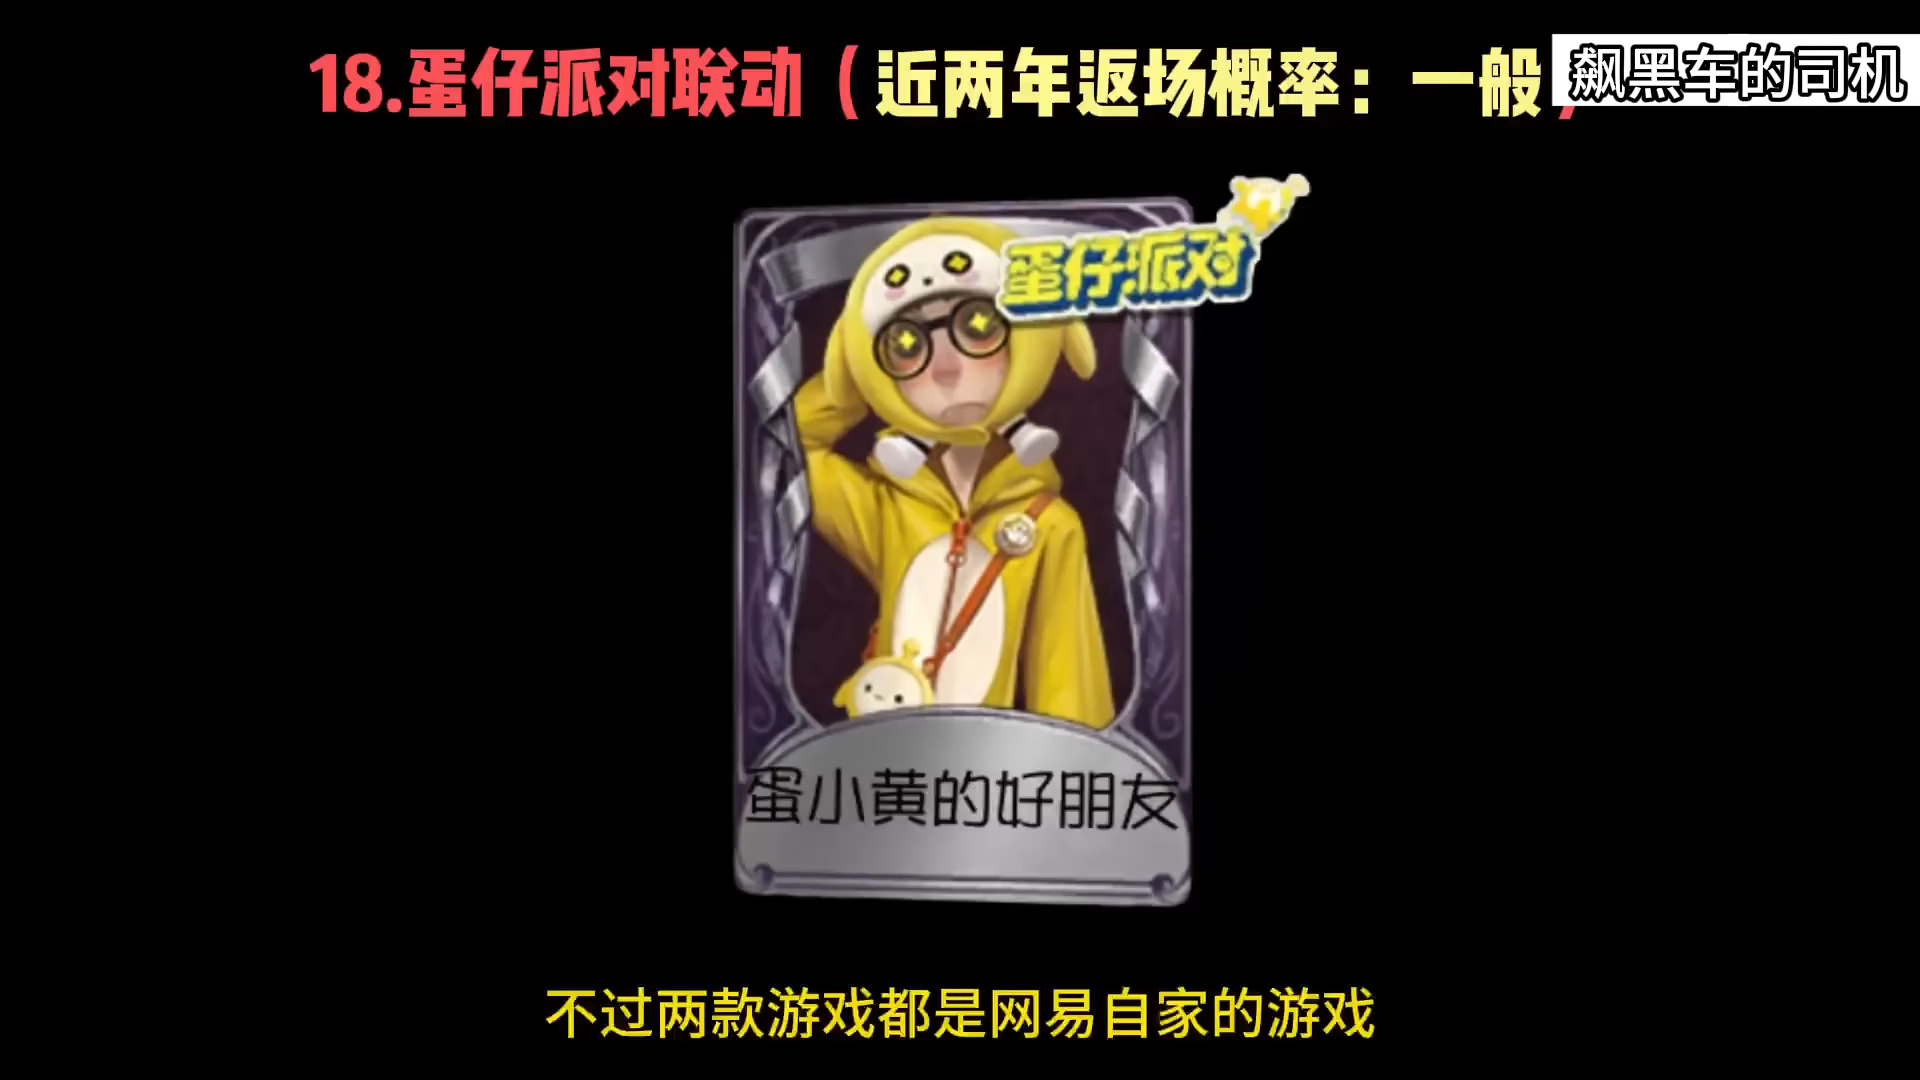 18.蛋仔派对联动（近两年返场概率：一般）
飙黑车的司机
蛋仔派对
蛋小黄的好朋友
不过两款游戏都是网易自家的游戏